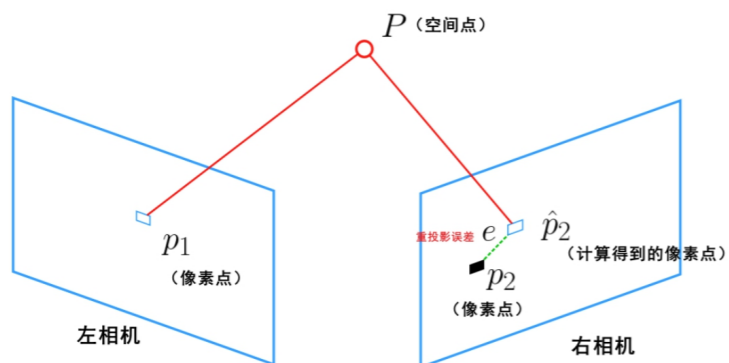 P（空间点）
p₁
（像素点）
左相机
重投影误差 e p̂₂
（计算得到的像素点）
p₂
（像素点）
右相机